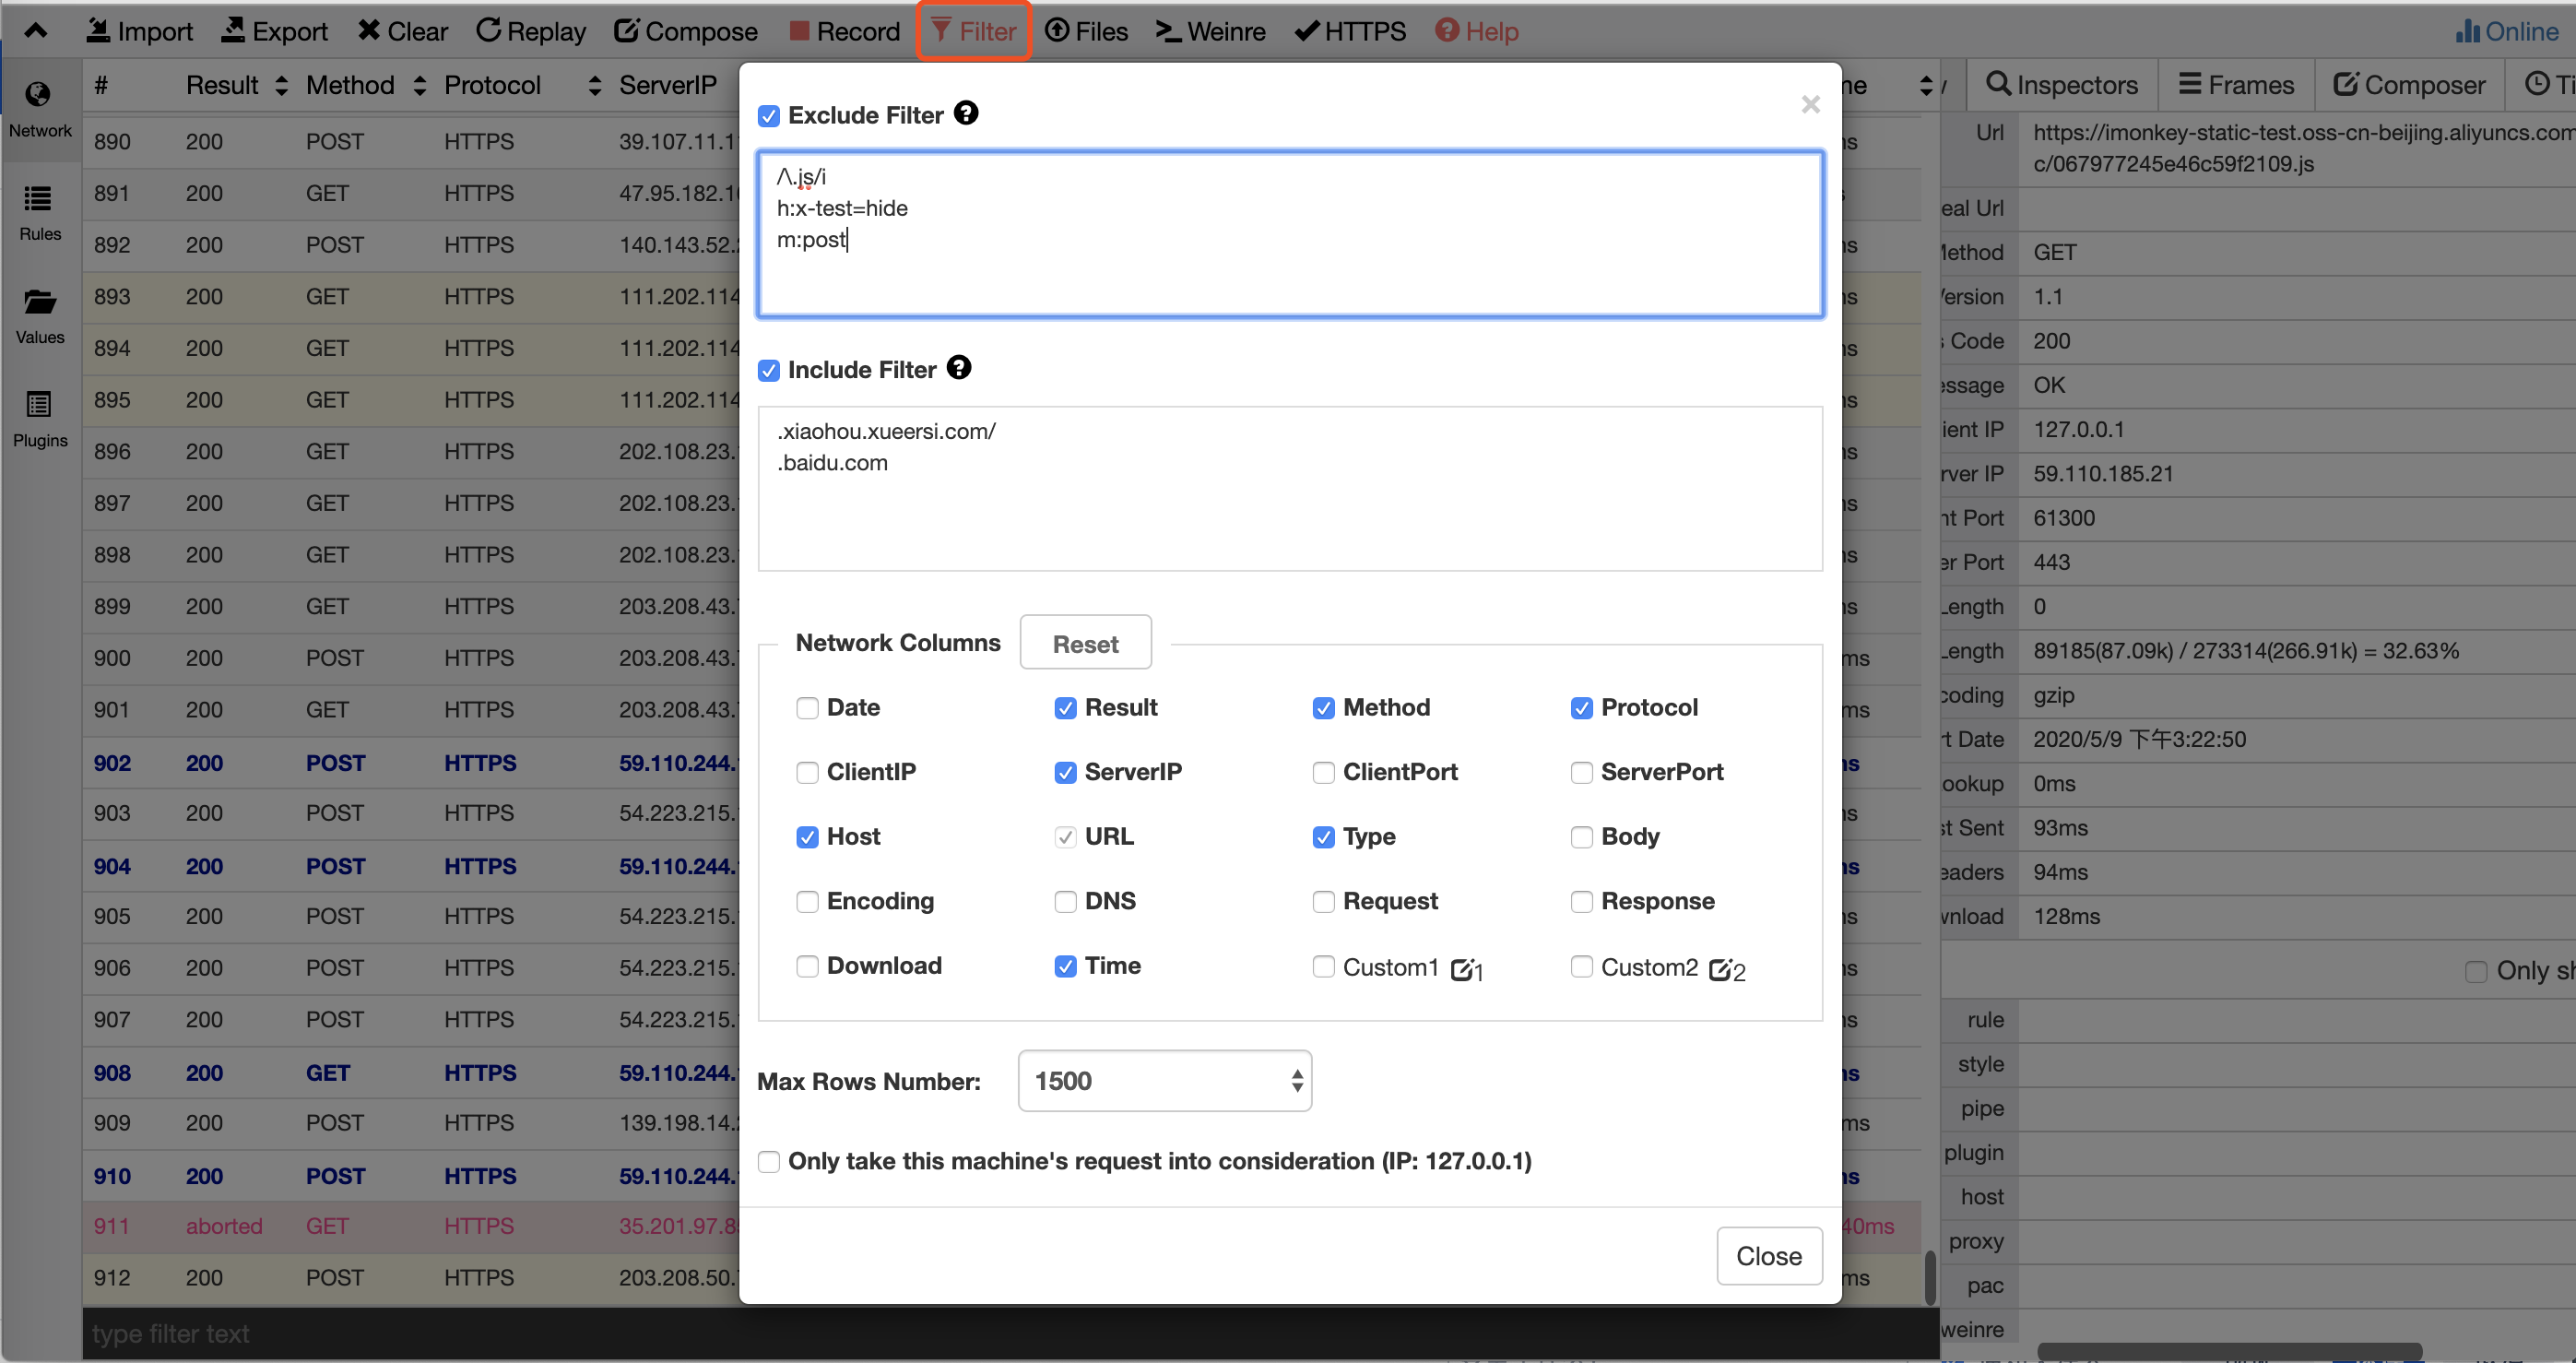 Import Export Clear Replay Compose Record Filter Files Weinre HTTPS Help Online
Network
Rules
Values
Plugins
# Result Method Protocol ServerIP
890 200 POST HTTPS 39.107.11.1
891 200 GET HTTPS 47.95.182.1
892 200 POST HTTPS 140.143.52.
893 200 GET HTTPS 111.202.114
894 200 GET HTTPS 111.202.114
895 200 GET HTTPS 111.202.114
896 200 GET HTTPS 202.108.23.
897 200 GET HTTPS 202.108.23.
898 200 GET HTTPS 202.108.23.
899 200 GET HTTPS 203.208.43.
900 200 POST HTTPS 203.208.43.
901 200 GET HTTPS 203.208.43.
902 200 POST HTTPS 59.110.244.
903 200 POST HTTPS 54.223.215.
904 200 POST HTTPS 59.110.244.
905 200 POST HTTPS 54.223.215.
906 200 POST HTTPS 54.223.215.
907 200 POST HTTPS 54.223.215.
908 200 GET HTTPS 59.110.244.
909 200 POST HTTPS 139.198.14.
910 200 POST HTTPS 59.110.244.
911 aborted GET HTTPS 35.201.97.8 40ms
912 200 POST HTTPS 203.208.50. ms
type filter text
Exclude Filter
/\.js/i
h:x-test=hide
m:post
Include Filter
.xiaohou.xueersi.com/
.baidu.com
Network Columns Reset
Date Result Method Protocol
ClientIP ServerIP ClientPort ServerPort
Host URL Type Body
Encoding DNS Request Response
Download Time Custom1 1 Custom2 2
Max Rows Number: 1500
Only take this machine's request into consideration (IP: 127.0.0.1)
Close
Inspectors Frames Composer Ti
Url https://imonkey-static-test.oss-cn-beijing.aliyuncs.com
c/067977245e46c59f2109.js
eal Url
Method GET
Version 1.1
s Code 200
essage OK
ient IP 127.0.0.1
rver IP 59.110.185.21
nt Port 61300
er Port 443
Length 0
Length 89185(87.09k) / 273314(266.91k) = 32.63%
coding gzip
rt Date 2020/5/9 下午3:22:50
ookup 0ms
st Sent 93ms
eaders 94ms
wnload 128ms
Only sh
rule
style
pipe
plugin
host
proxy
pac
weinre